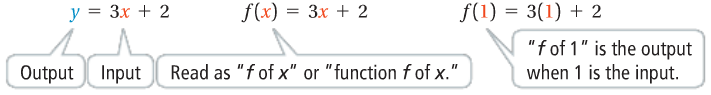 y = 3x + 2
f(x) = 3x + 2
f(1) = 3(1) + 2
Output
Input
Read as "f of x" or "function f of x."
"f of 1" is the output
when 1 is the input.